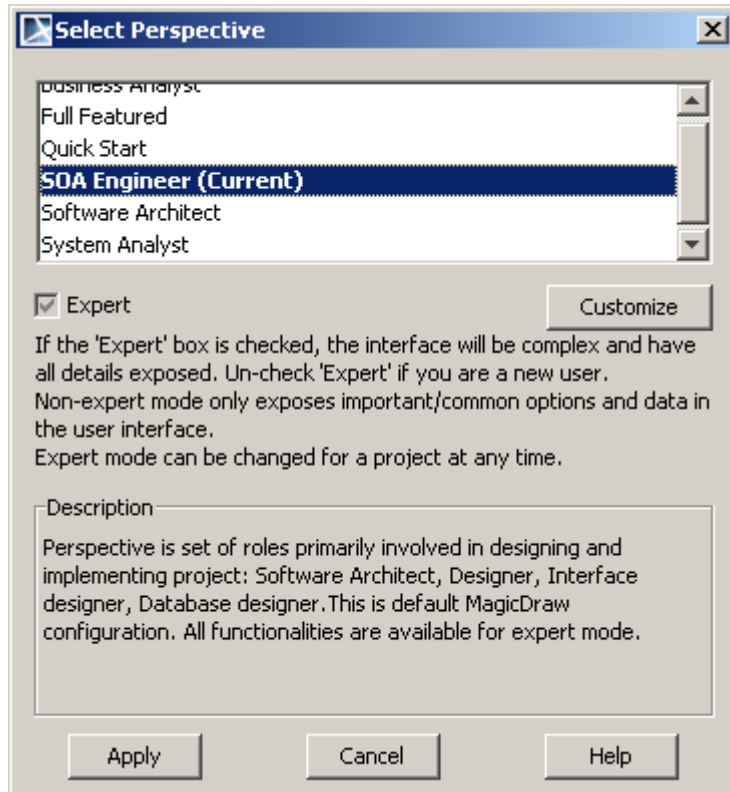 Select Perspective
Business Analyst
Full Featured
Quick Start
SOA Engineer (Current)
Software Architect
System Analyst
Expert
Customize
If the 'Expert' box is checked, the interface will be complex and have
all details exposed. Un-check 'Expert' if you are a new user.
Non-expert mode only exposes important/common options and data in
the user interface.
Expert mode can be changed for a project at any time.
Description
Perspective is set of roles primarily involved in designing and
implementing project: Software Architect, Designer, Interface
designer, Database designer.This is default MagicDraw
configuration. All functionalities are available for expert mode.
Apply
Cancel
Help